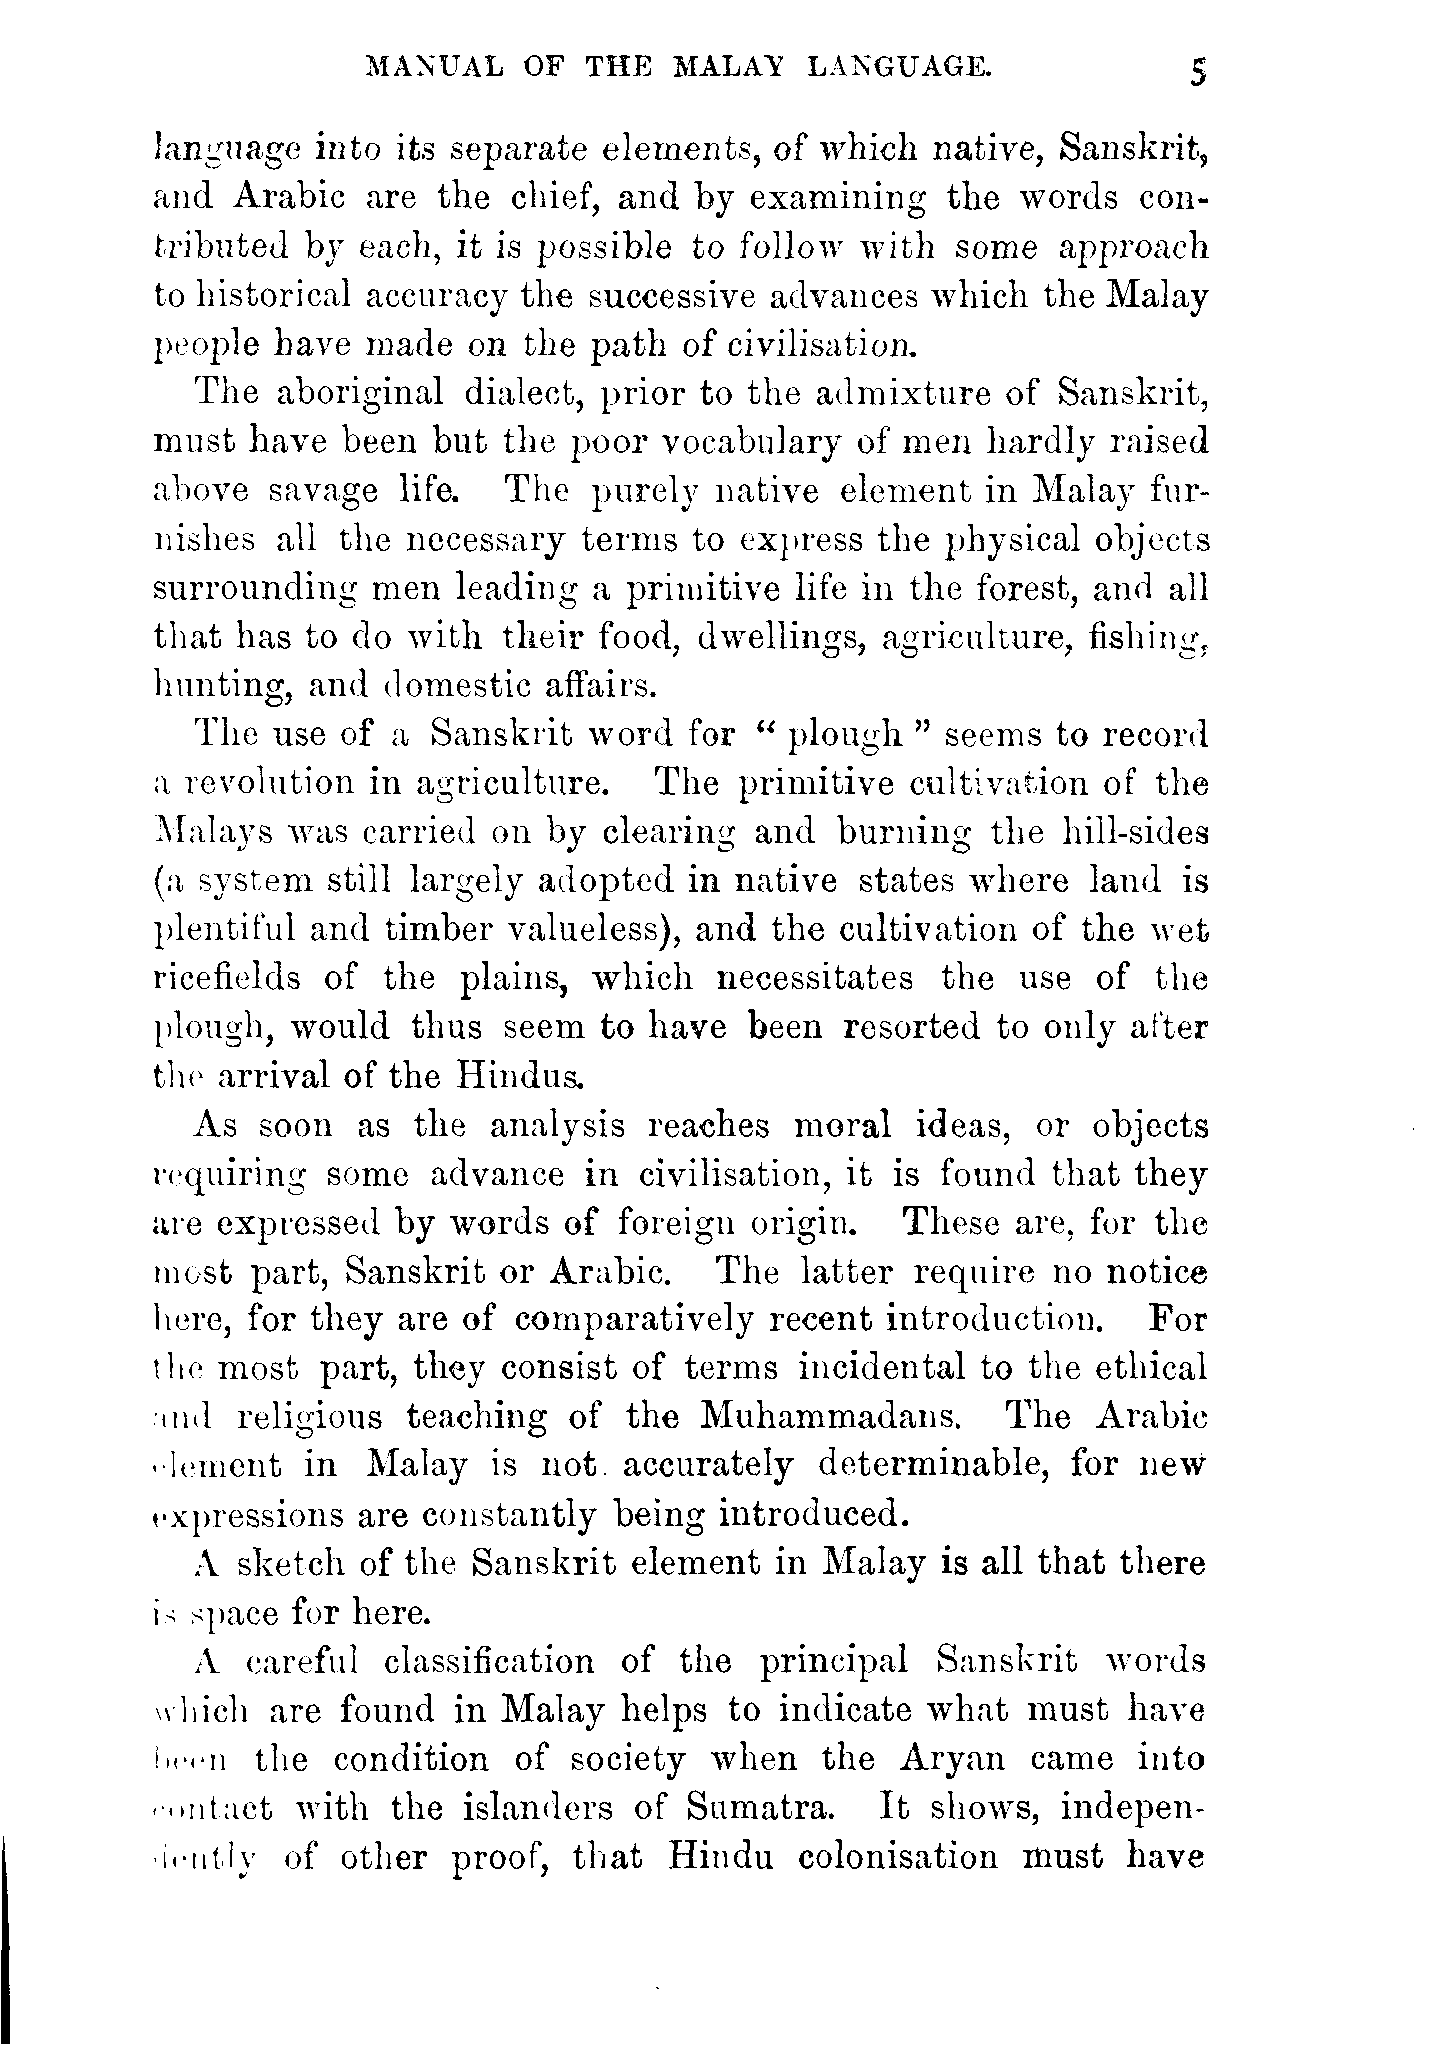 MANUAL OF THE MALAY LANGUAGE. 5
language into its separate elements, of which native, Sanskrit,
and Arabic are the chief, and by examining the words con-
tributed by each, it is possible to follow with some approach
to historical accuracy the successive advances which the Malay
people have made on the path of civilisation.
The aboriginal dialect, prior to the admixture of Sanskrit,
must have been but the poor vocabulary of men hardly raised
above savage life. The purely native element in Malay fur-
nishes all the necessary terms to express the physical objects
surrounding men leading a primitive life in the forest, and all
that has to do with their food, dwellings, agriculture, fishing,
hunting, and domestic affairs.
The use of a Sanskrit word for “ plough ” seems to record
a revolution in agriculture. The primitive cultivation of the
Malays was carried on by clearing and burning the hill-sides
(a system still largely adopted in native states where land is
plentiful and timber valueless), and the cultivation of the wet
ricefields of the plains, which necessitates the use of the
plough, would thus seem to have been resorted to only after
the arrival of the Hindus.
As soon as the analysis reaches moral ideas, or objects
requiring some advance in civilisation, it is found that they
are expressed by words of foreign origin. These are, for the
most part, Sanskrit or Arabic. The latter require no notice
here, for they are of comparatively recent introduction. For
the most part, they consist of terms incidental to the ethical
and religious teaching of the Muhammadans. The Arabic
element in Malay is not accurately determinable, for new
expressions are constantly being introduced.
A sketch of the Sanskrit element in Malay is all that there
is space for here.
A careful classification of the principal Sanskrit words
which are found in Malay helps to indicate what must have
been the condition of society when the Aryan came into
contact with the islanders of Sumatra. It shows, indepen-
dently of other proof, that Hindu colonisation must have